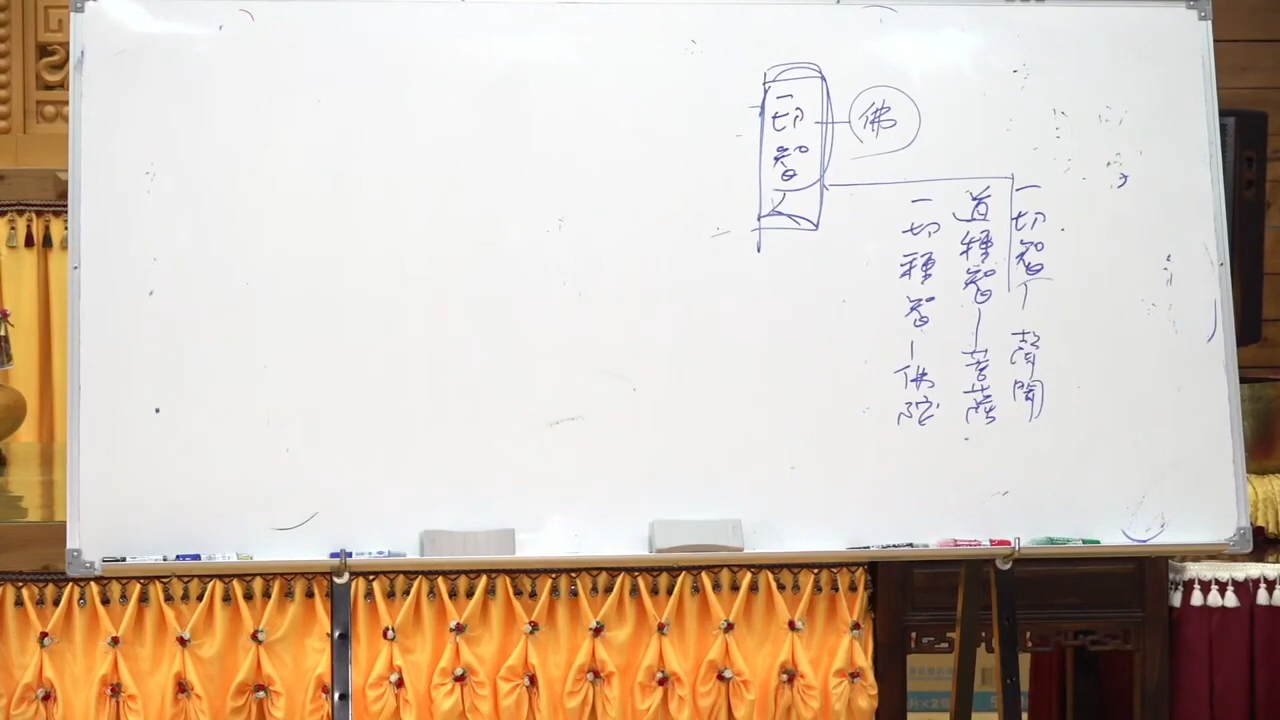 一切智
聲聞
道種智-菩薩
一切種智-佛陀
一切智人
佛